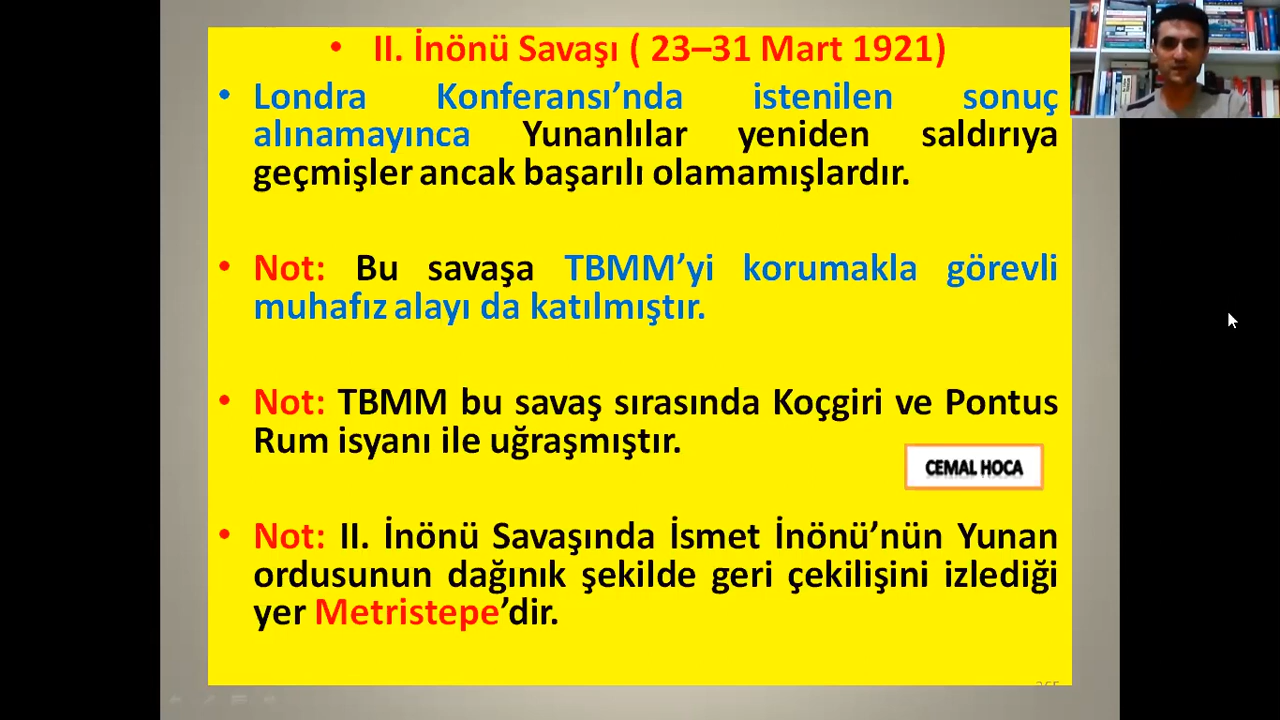 • II. İnönü Savaşı ( 23–31 Mart 1921)
• Londra Konferansı’nda istenilen sonuç
alınamayınca Yunanlılar yeniden saldırıya
geçmişler ancak başarılı olamamışlardır.
• Not: Bu savaşa TBMM’yi korumakla görevli
muhafız alayı da katılmıştır.
• Not: TBMM bu savaş sırasında Koçgiri ve Pontus
Rum isyanı ile uğraşmıştır.
CEMAL HOCA
• Not: II. İnönü Savaşında İsmet İnönü’nün Yunan
ordusunun dağınık şekilde geri çekilişini izlediği
yer Metristepe’dir.